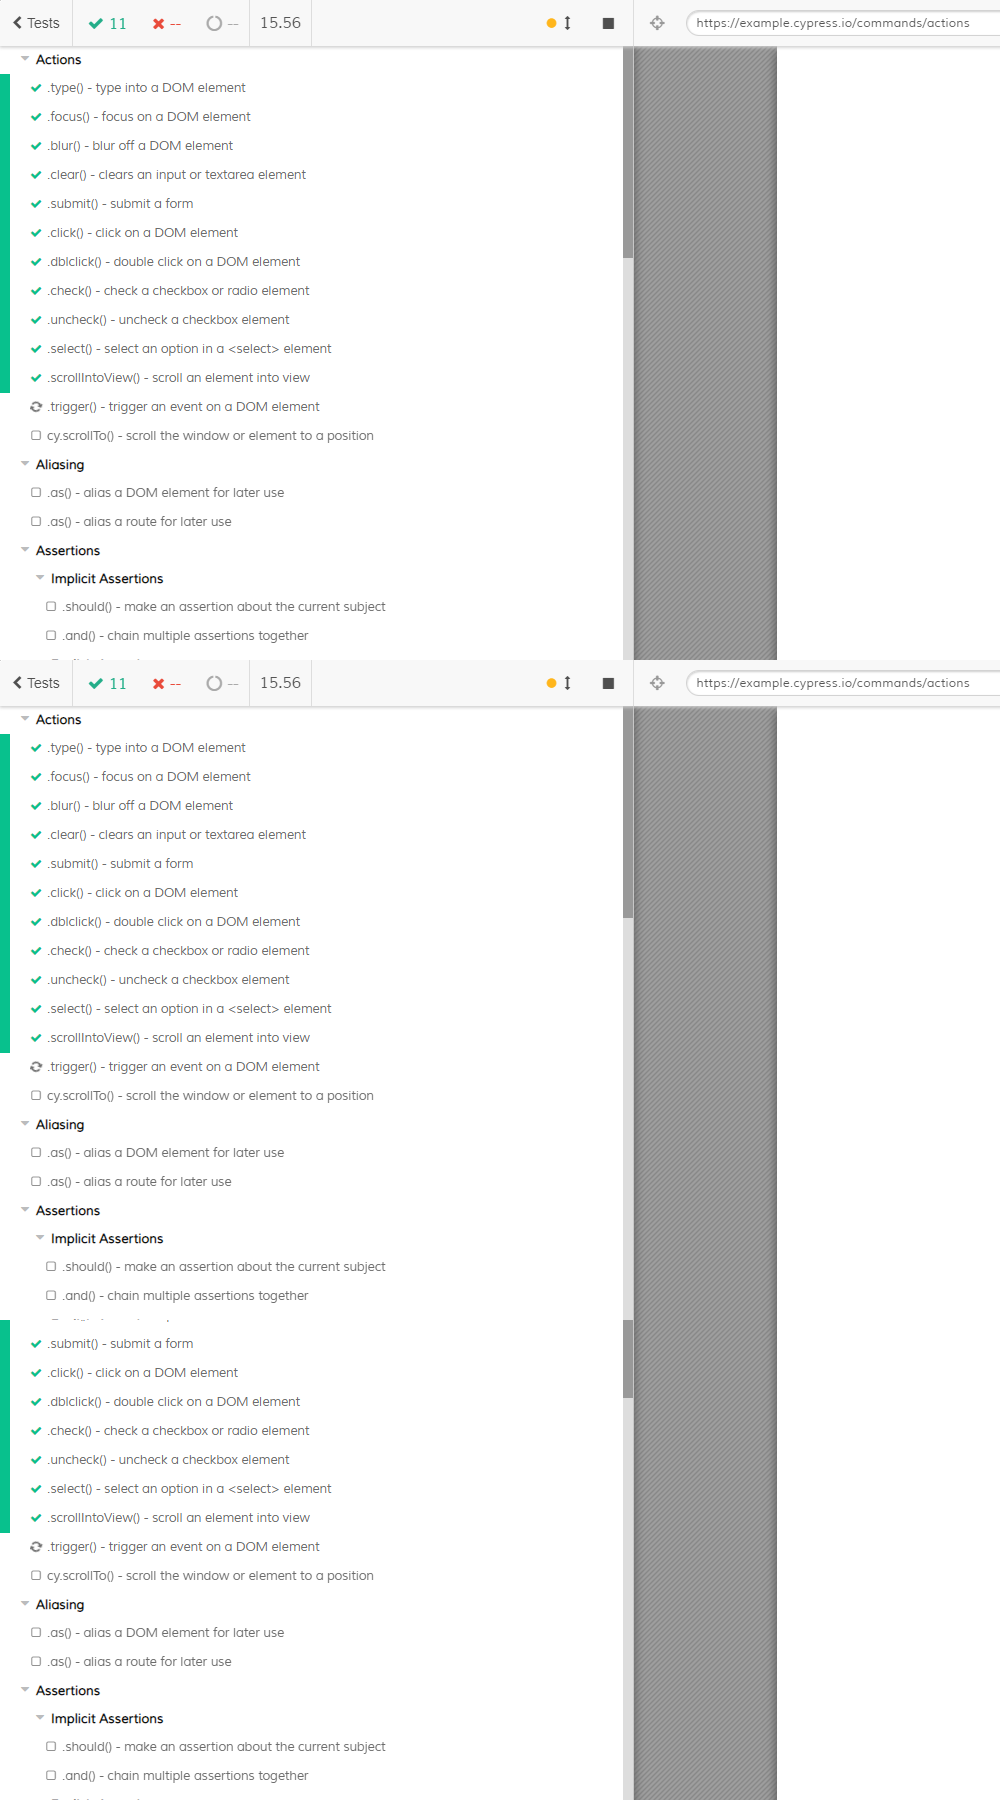 Tests 11 -- -- 15.56 https://example.cypress.io/commands/actions
Actions
.type() - type into a DOM element
.focus() - focus on a DOM element
.blur() - blur off a DOM element
.clear() - clears an input or textarea element
.submit() - submit a form
.click() - click on a DOM element
.dblclick() - double click on a DOM element
.check() - check a checkbox or radio element
.uncheck() - uncheck a checkbox element
.select() - select an option in a <select> element
.scrollIntoView() - scroll an element into view
.trigger() - trigger an event on a DOM element
cy.scrollTo() - scroll the window or element to a position
Aliasing
.as() - alias a DOM element for later use
.as() - alias a route for later use
Assertions
Implicit Assertions
.should() - make an assertion about the current subject
.and() - chain multiple assertions together
Tests 11 -- -- 15.56 https://example.cypress.io/commands/actions
Actions
.type() - type into a DOM element
.focus() - focus on a DOM element
.blur() - blur off a DOM element
.clear() - clears an input or textarea element
.submit() - submit a form
.click() - click on a DOM element
.dblclick() - double click on a DOM element
.check() - check a checkbox or radio element
.uncheck() - uncheck a checkbox element
.select() - select an option in a <select> element
.scrollIntoView() - scroll an element into view
.trigger() - trigger an event on a DOM element
cy.scrollTo() - scroll the window or element to a position
Aliasing
.as() - alias a DOM element for later use
.as() - alias a route for later use
Assertions
Implicit Assertions
.should() - make an assertion about the current subject
.and() - chain multiple assertions together
.submit() - submit a form
.click() - click on a DOM element
.dblclick() - double click on a DOM element
.check() - check a checkbox or radio element
.uncheck() - uncheck a checkbox element
.select() - select an option in a <select> element
.scrollIntoView() - scroll an element into view
.trigger() - trigger an event on a DOM element
cy.scrollTo() - scroll the window or element to a position
Aliasing
.as() - alias a DOM element for later use
.as() - alias a route for later use
Assertions
Implicit Assertions
.should() - make an assertion about the current subject
.and() - chain multiple assertions together